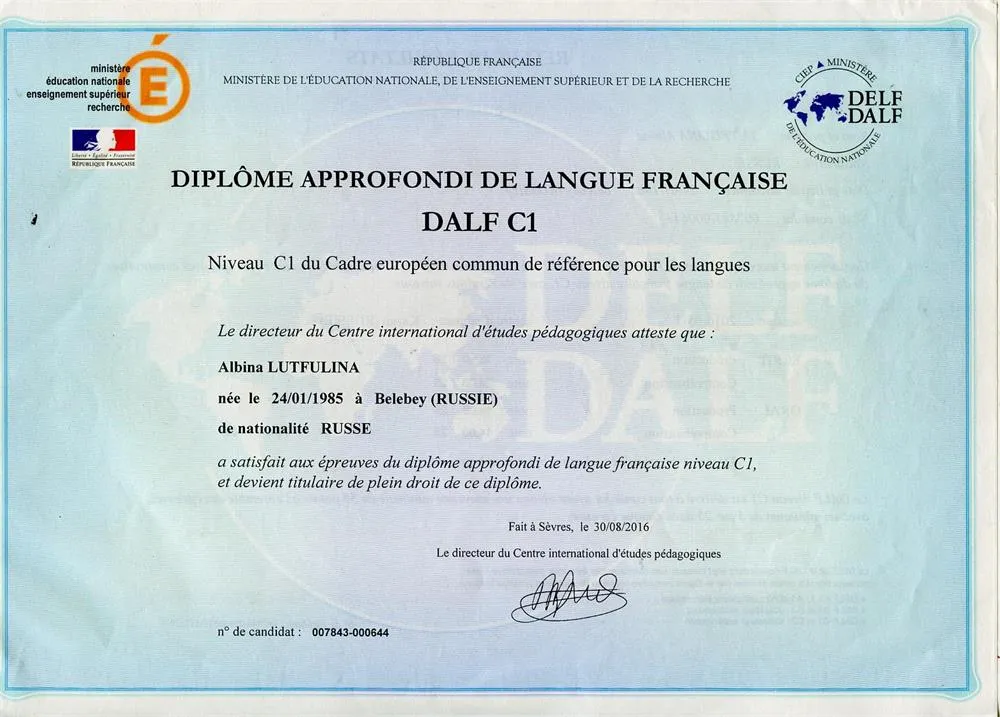 ministère
éducation nationale
enseignement supérieur
recherche
É
Liberté • Égalité • Fraternité
RÉPUBLIQUE FRANÇAISE
RÉPUBLIQUE FRANÇAISE
MINISTÈRE DE L'ÉDUCATION NATIONALE, DE L'ENSEIGNEMENT SUPÉRIEUR ET DE LA RECHERCHE
CIEP ▲ MINISTÈRE
DELF
DALF
DE L'ÉDUCATION NATIONALE
DIPLÔME APPROFONDI DE LANGUE FRANÇAISE
DALF C1
Niveau C1 du Cadre européen commun de référence pour les langues
DELF
DALF
Le directeur du Centre international d'études pédagogiques atteste que :
Albina LUTFULINA
née le 24/01/1985 à Belebey (RUSSIE)
de nationalité RUSSE
a satisfait aux épreuves du diplôme approfondi de langue française niveau C1,
et devient titulaire de plein droit de ce diplôme.
Fait à Sèvres, le 30/08/2016
Le directeur du Centre international d'études pédagogiques
n° de candidat : 007843-000644